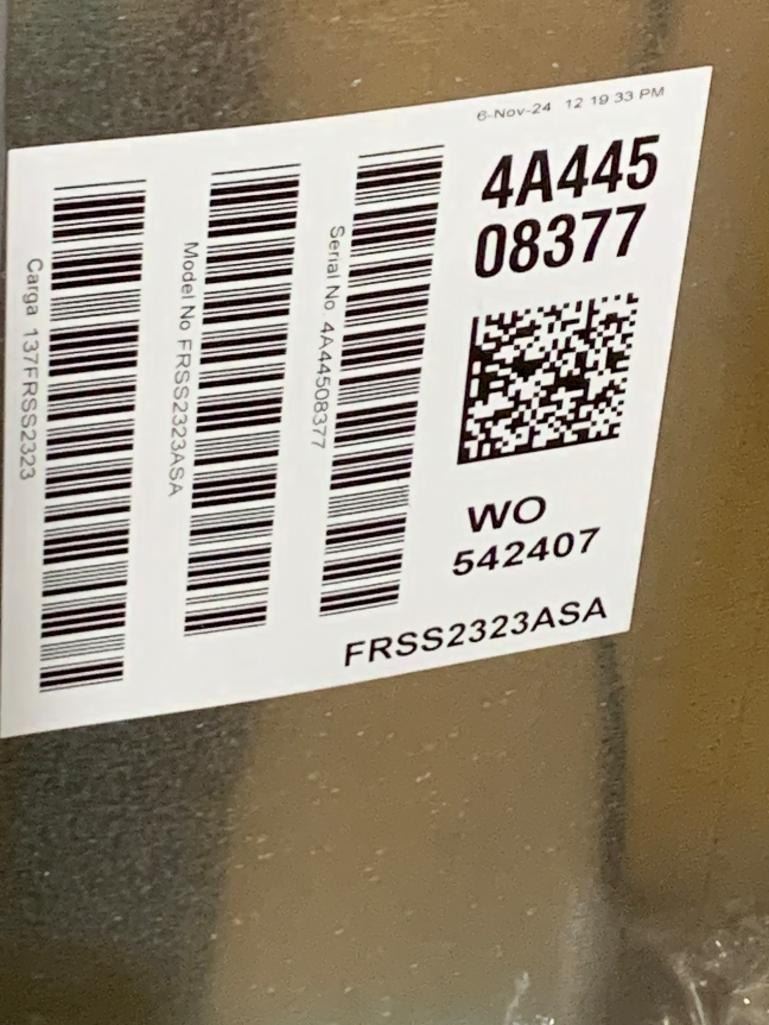 6-Nov-24 12 19 33 PM
4A445
08377
Carga 137FRSS2323
Model No FRSS2323ASA
Serial No. 4A44508377
WO
542407
FRSS2323ASA